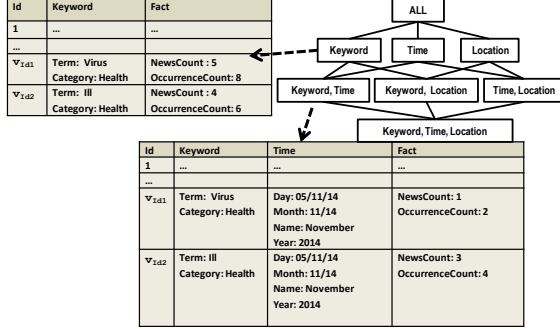 Id Keyword Fact
1 ... ...
...
vId1 Term: Virus NewsCount : 5
Category: Health OccurrenceCount: 8
vId2 Term: Ill NewsCount : 4
Category: Health OccurrenceCount: 6
ALL
Keyword Time Location
Keyword, Time Keyword, Location Time, Location
Keyword, Time, Location
Id Keyword Time Fact
1 ... ... ...
...
vId1 Term: Virus Day: 05/11/14 NewsCount: 1
Category: Health Month: 11/14 OccurrenceCount: 2
Name: November
Year: 2014
vId2 Term: Ill Day: 05/11/14 NewsCount: 3
Category: Health Month: 11/14 OccurrenceCount: 4
Name: November
Year: 2014